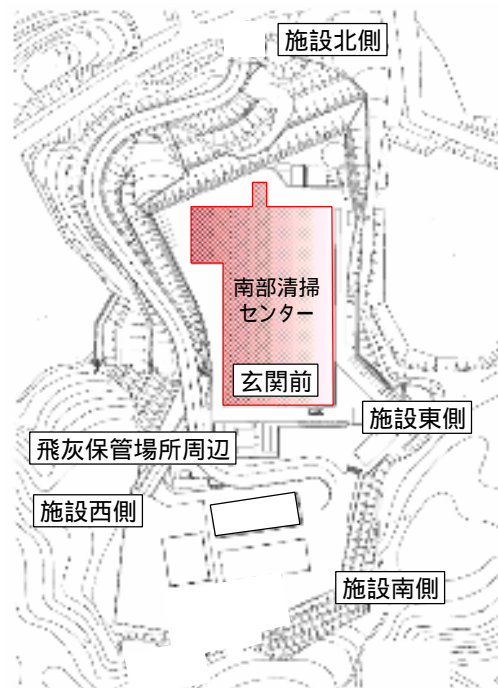 施設北側
南部清掃
センター
玄関前
施設東側
飛灰保管場所周辺
施設西側
施設南側